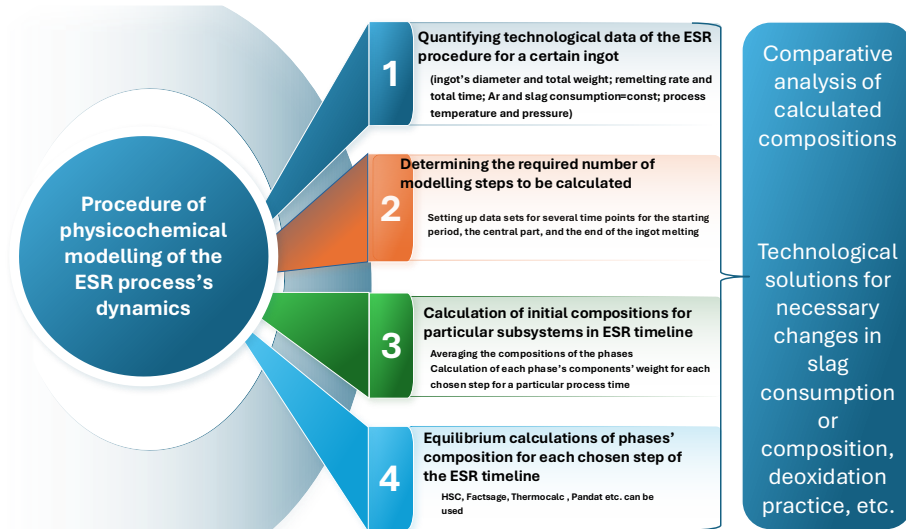 Procedure of
physicochemical
modelling of the
ESR process's
dynamics
1
Quantifying technological data of the ESR
procedure for a certain ingot
(ingot's diameter and total weight; remelting rate and
total time; Ar and slag consumption=const; process
temperature and pressure)
2
Determining the required number of
modelling steps to be calculated
Setting up data sets for several time points for the starting
period, the central part, and the end of the ingot melting
3
Calculation of initial compositions for
particular subsystems in ESR timeline
Averaging the compositions of the phases
Calculation of each phase's components' weight for each
chosen step for a particular process time
4
Equilibrium calculations of phases'
composition for each chosen step of
the ESR timeline
HSC, Factsage, Thermocalc , Pandat etc. can be
used
Comparative
analysis of
calculated
compositions
Technological
solutions for
necessary
changes in
slag
consumption
or
composition,
deoxidation
practice, etc.